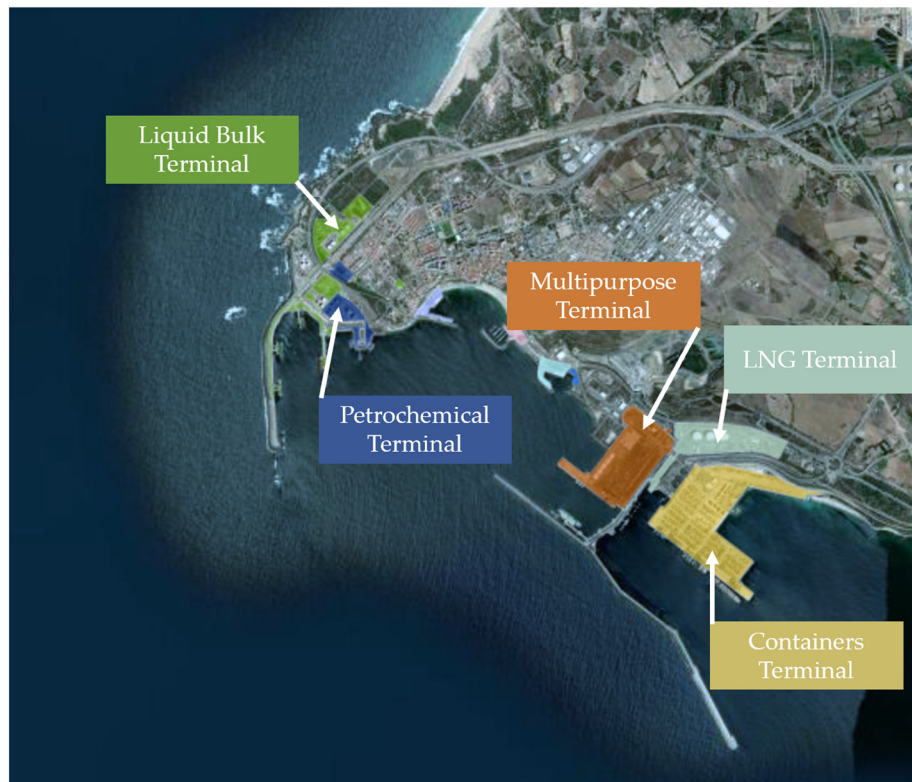 Liquid Bulk
Terminal
Multipurpose
Terminal
LNG Terminal
Petrochemical
Terminal
Containers
Terminal